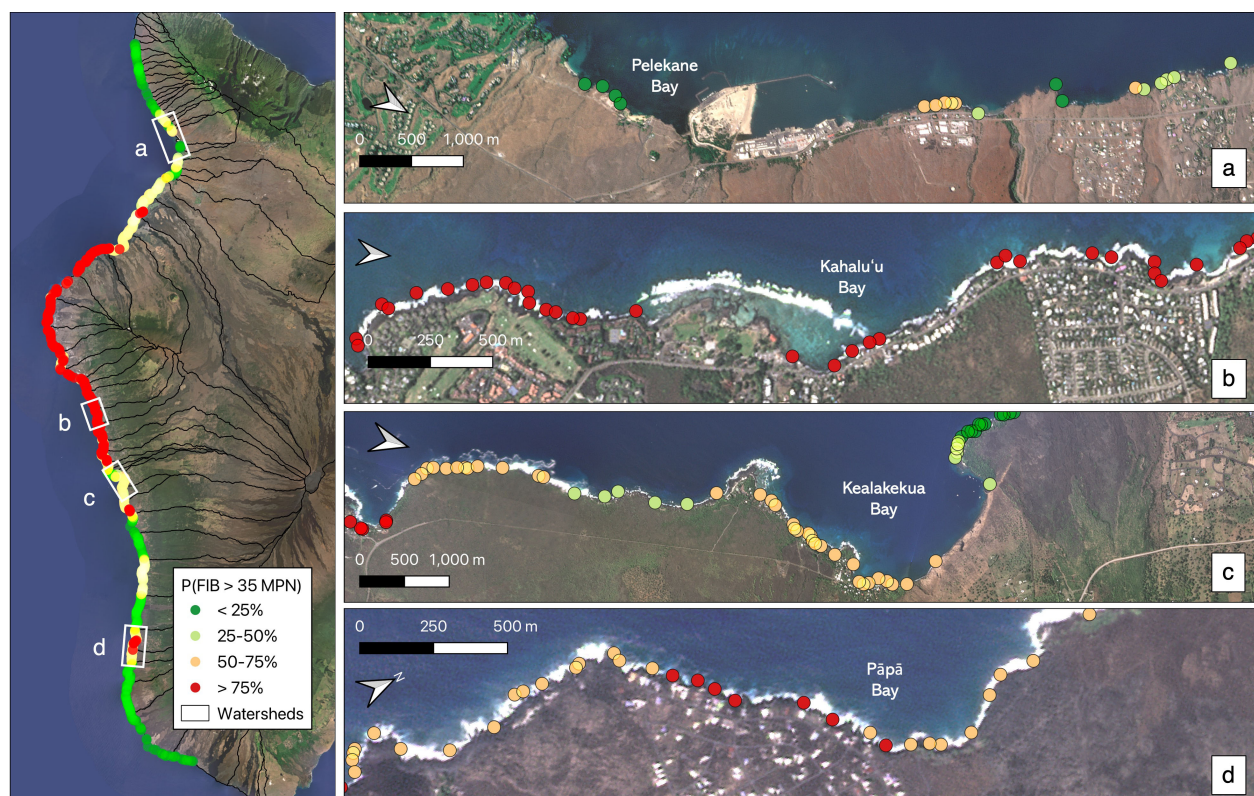 a
b
c
d
P(FIB > 35 MPN)
< 25%
25-50%
50-75%
> 75%
Watersheds
Pelekane
Bay
0 500 1,000 m
a
Kahaluʻu
Bay
0 250 500 m
b
Kealakekua
Bay
0 500 1,000 m
c
0 250 500 m
N
Pāpā
Bay
d